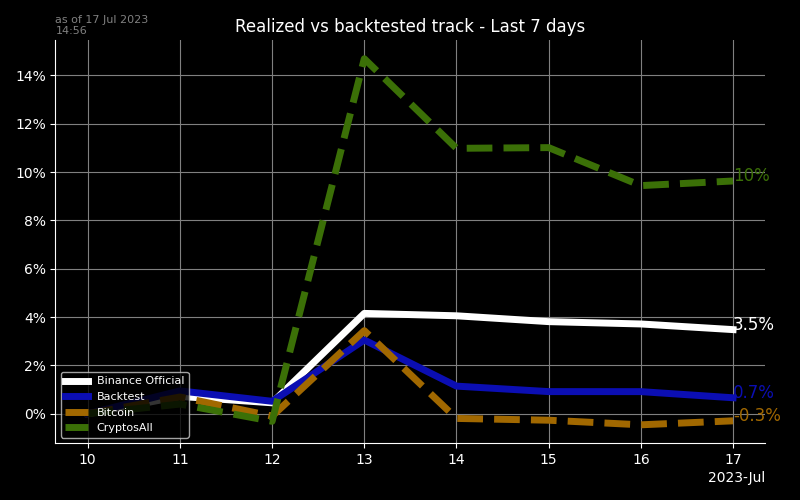 as of 17 Jul 2023
14:56
Realized vs backtested track - Last 7 days
14%
12%
10%
8%
6%
4%
2%
0%
10%
3.5%
0.7%
-0.3%
Binance Official
Backtest
Bitcoin
CryptosAll
10 11 12 13 14 15 16 17
2023-Jul